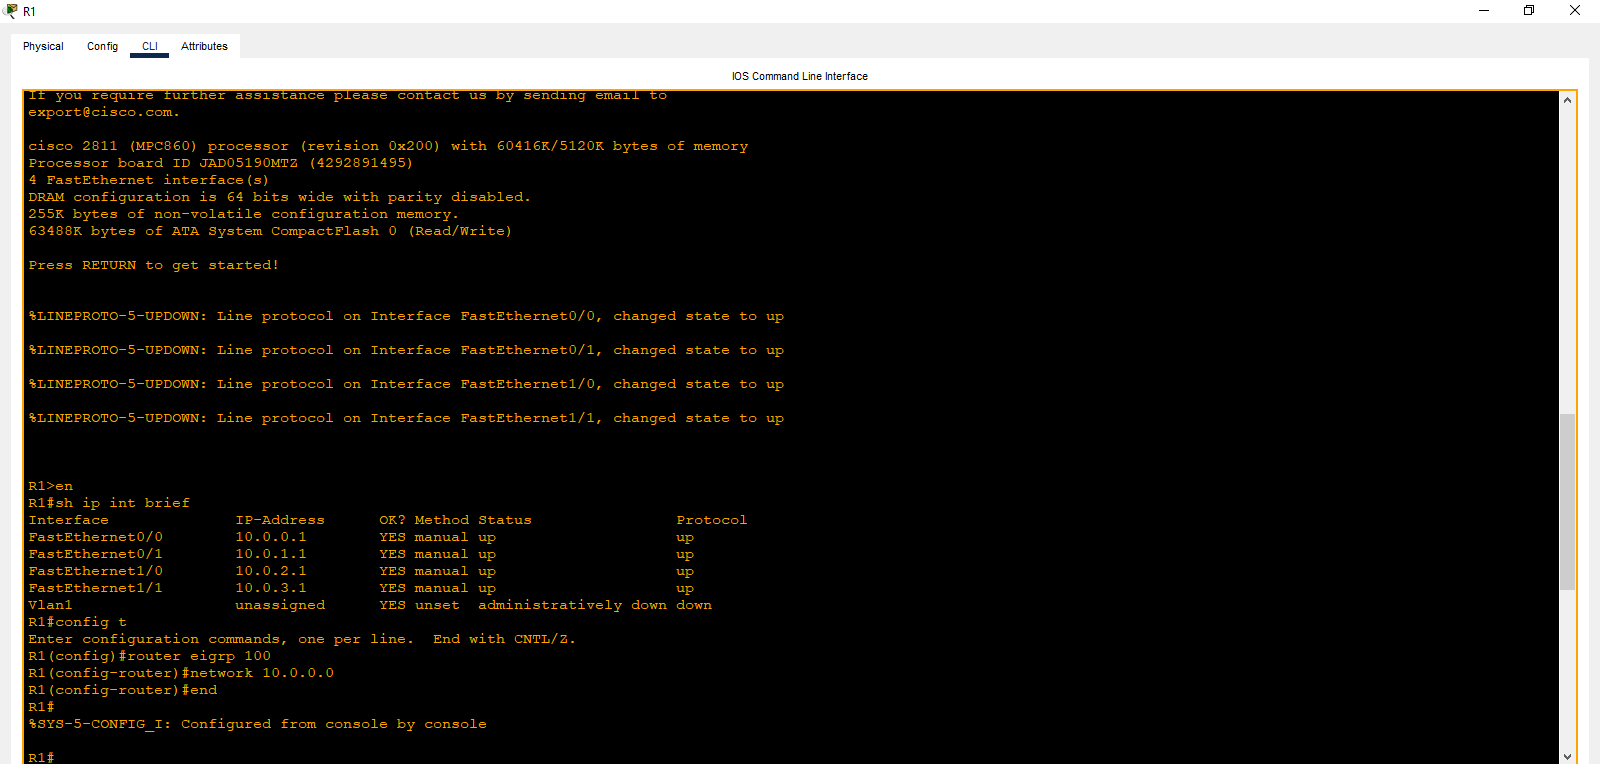 R1
Physical Config CLI Attributes
IOS Command Line Interface
If you require further assistance please contact us by sending email to
export@cisco.com.
cisco 2811 (MPC860) processor (revision 0x200) with 60416K/5120K bytes of memory
Processor board ID JAD05190MTZ (4292891495)
4 FastEthernet interface(s)
DRAM configuration is 64 bits wide with parity disabled.
255K bytes of non-volatile configuration memory.
63488K bytes of ATA System CompactFlash 0 (Read/Write)
Press RETURN to get started!
%LINEPROTO-5-UPDOWN: Line protocol on Interface FastEthernet0/0, changed state to up
%LINEPROTO-5-UPDOWN: Line protocol on Interface FastEthernet0/1, changed state to up
%LINEPROTO-5-UPDOWN: Line protocol on Interface FastEthernet1/0, changed state to up
%LINEPROTO-5-UPDOWN: Line protocol on Interface FastEthernet1/1, changed state to up
R1>en
R1#sh ip int brief
Interface IP-Address OK? Method Status Protocol
FastEthernet0/0 10.0.0.1 YES manual up up
FastEthernet0/1 10.0.1.1 YES manual up up
FastEthernet1/0 10.0.2.1 YES manual up up
FastEthernet1/1 10.0.3.1 YES manual up up
Vlan1 unassigned YES unset administratively down down
R1#config t
Enter configuration commands, one per line. End with CNTL/Z.
R1(config)#router eigrp 100
R1(config-router)#network 10.0.0.0
R1(config-router)#end
R1#
%SYS-5-CONFIG_I: Configured from console by console
R1#